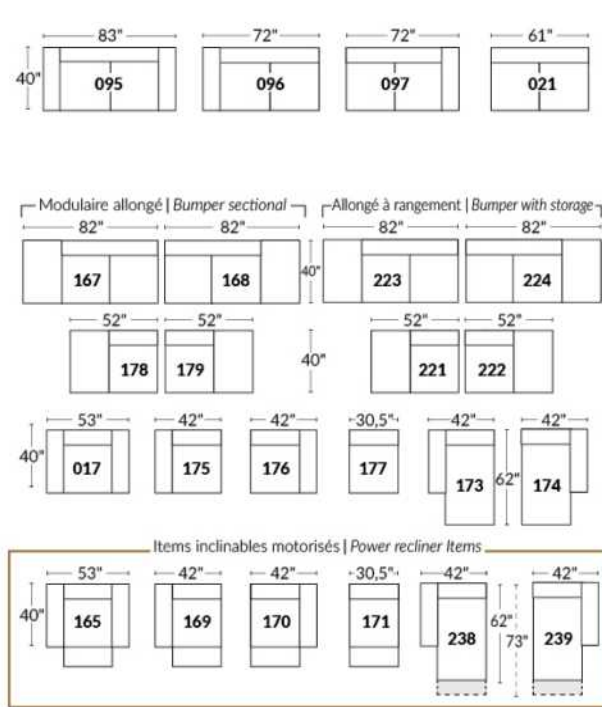 83" 72" 72" 61"
40" 095 096 097 021
Modulaire allongé | Bumper sectional Allongé à rangement | Bumper with storage
82" 82" 82" 82"
167 168 40" 223 224
52" 52" 52" 52"
178 179 40" 221 222
53" 42" 42" 30,5" 42" 42"
40" 017 175 176 177 173 62" 174
Items inclinables motorisés | Power recliner Items
53" 42" 42" 30,5" 42" 42"
40" 165 169 170 171 238 62" 73" 239